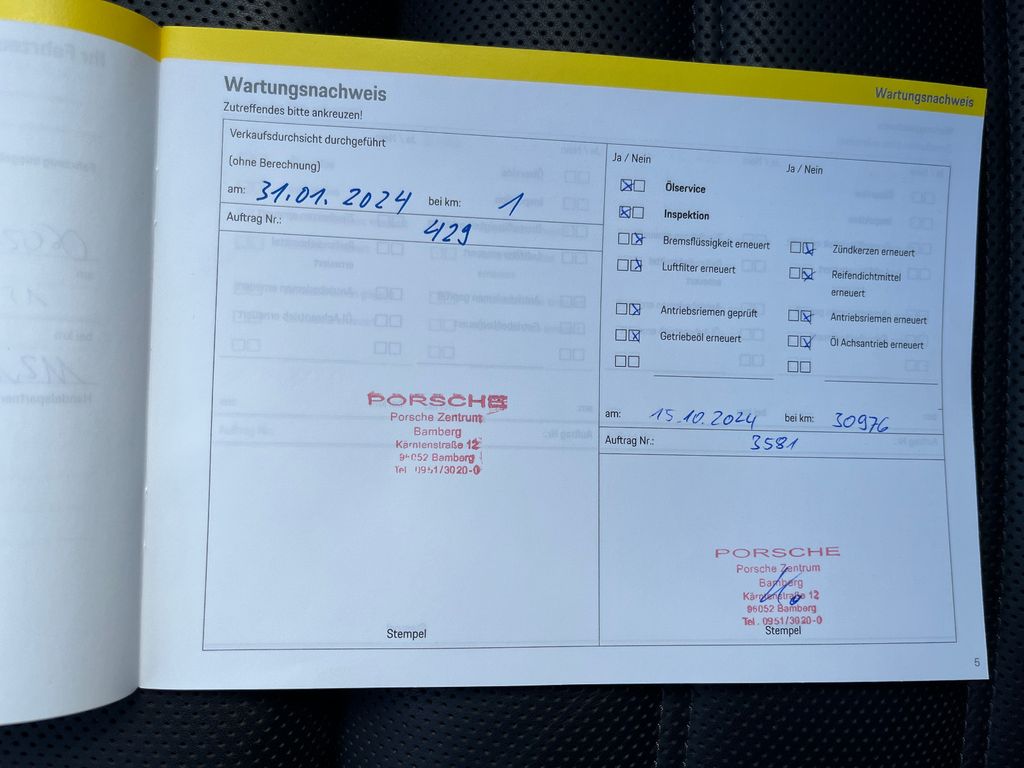 Wartungsnachweis
Wartungsnachweis
Zutreffendes bitte ankreuzen!
Verkaufsdurchsicht durchgeführt
(ohne Berechnung)
am: 31.01.2024 bei km: 1
Auftrag Nr.: 429
PORSCHE
Porsche Zentrum
Bamberg
Kärntenstraße 12
96052 Bamberg
Tel. 0951/3020-0
Stempel
Ja / Nein Ja / Nein
Ölservice
Inspektion
Bremsflüssigkeit erneuert Zündkerzen erneuert
Luftfilter erneuert Reifendichtmittel
erneuert
Antriebsriemen geprüft Antriebsriemen erneuert
Getriebeöl erneuert Öl Achsantrieb erneuert
am: 15.10.2024 bei km: 30976
Auftrag Nr.: 3581
PORSCHE
Porsche Zentrum
Bamberg
Kärntenstraße 12
96052 Bamberg
Tel. 0951/3020-0
Stempel
5